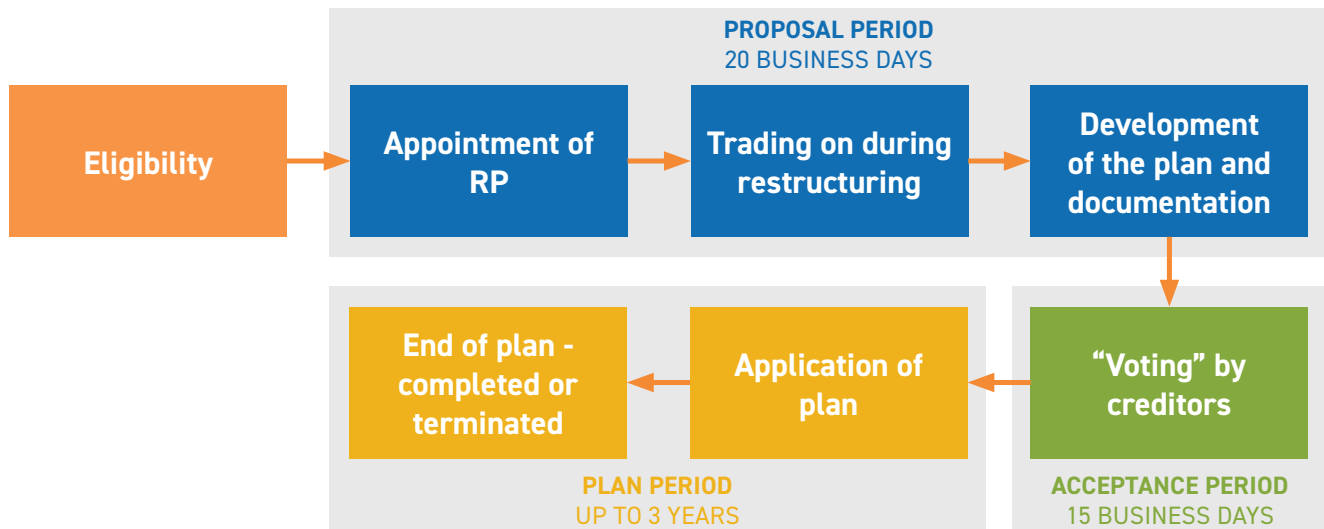 PROPOSAL PERIOD
20 BUSINESS DAYS
Eligibility
Appointment of
RP
Trading on during
restructuring
Development
of the plan and
documentation
“Voting” by
creditors
Application of
plan
End of plan -
completed or
terminated
PLAN PERIOD
UP TO 3 YEARS
ACCEPTANCE PERIOD
15 BUSINESS DAYS